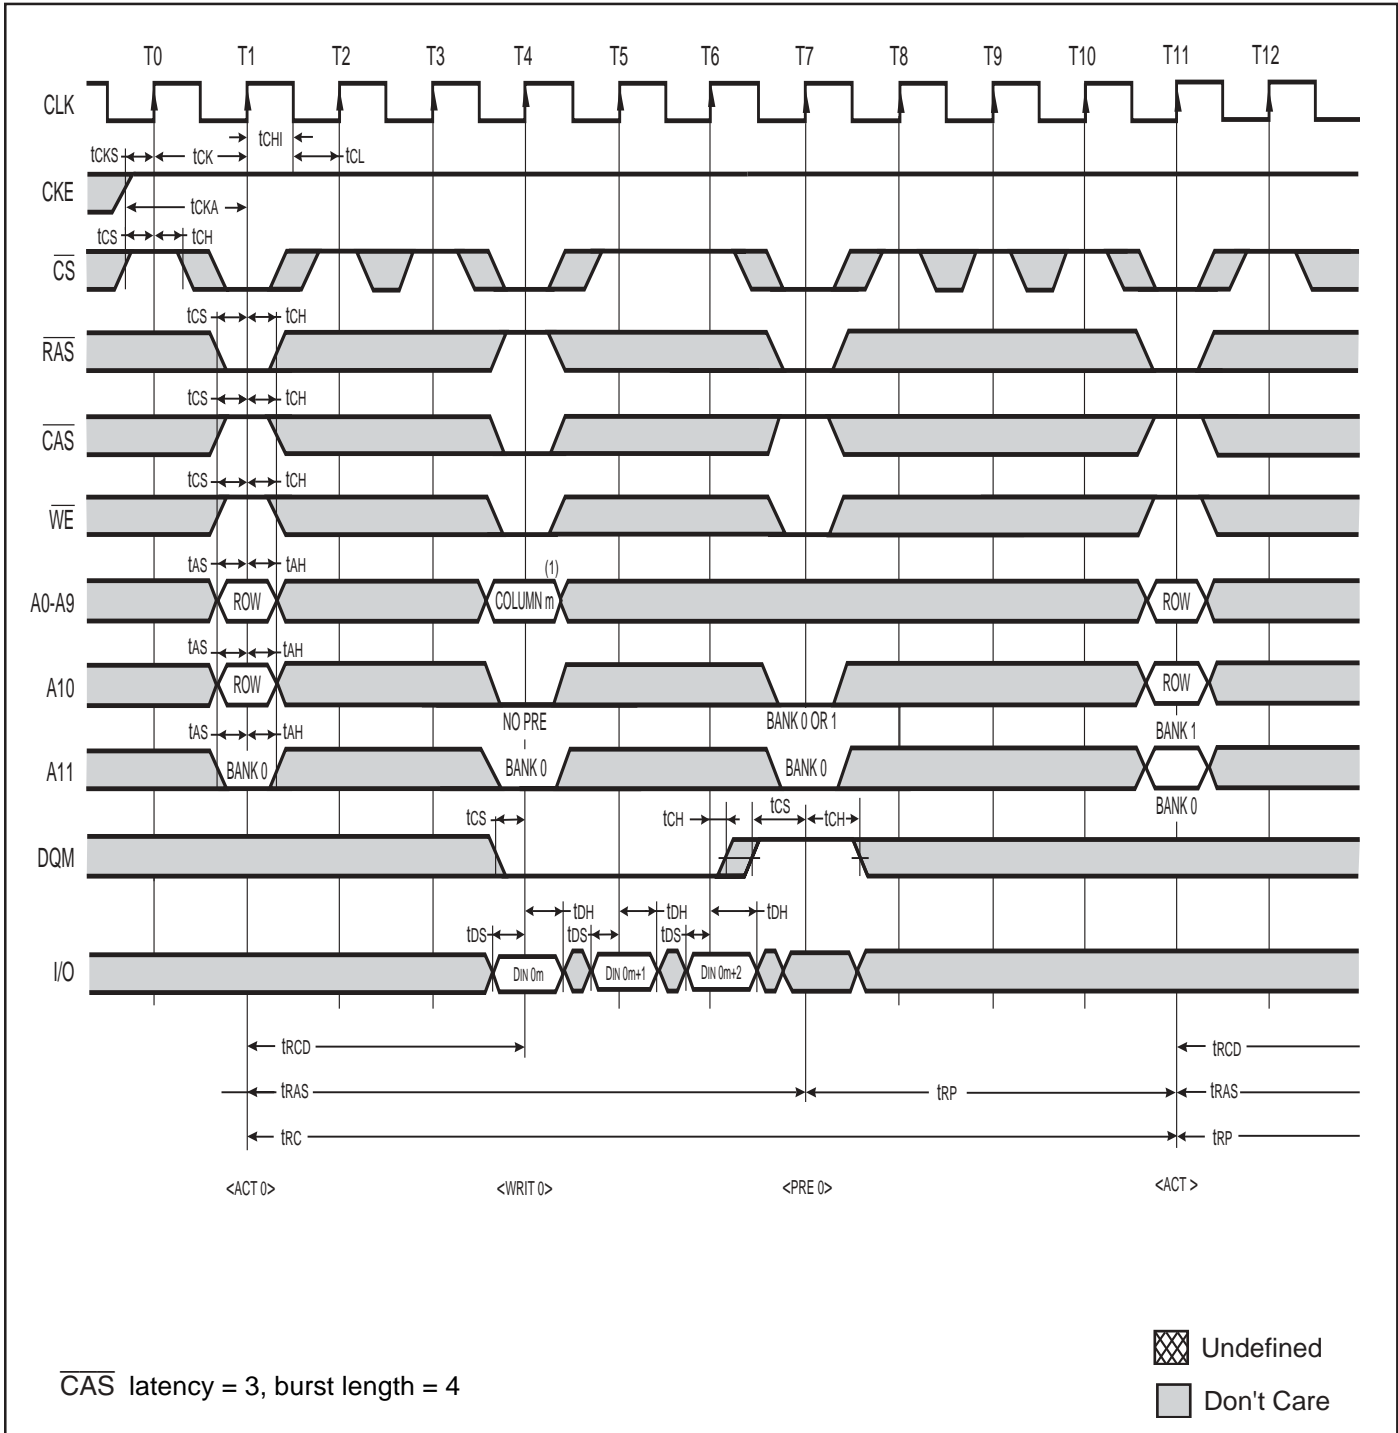 T0 T1 T2 T3 T4 T5 T6 T7 T8 T9 T10 T11 T12
CLK
tCHI
tCKS tCK tCL
CKE
tCKA
tCS tCH
CS
tCS tCH
RAS
tCS tCH
CAS
tCS tCH
WE
tAS tAH
(1)
A0-A9 ROW COLUMN m ROW
tAS tAH
A10 ROW ROW
NO PRE BANK 0 OR 1 BANK 1
tAS tAH
A11 BANK 0 BANK 0 BANK 0
BANK 0
tCS tCH tCS tCH
DQM
tDH tDH tDH
tDS tDS tDS
I/O DIN 0m DIN 0m+1 DIN 0m+2
tRCD tRCD
tRAS tRP tRAS
tRC tRP
<ACT 0> <WRIT 0> <PRE 0> <ACT >
Undefined
CAS latency = 3, burst length = 4
Don't Care